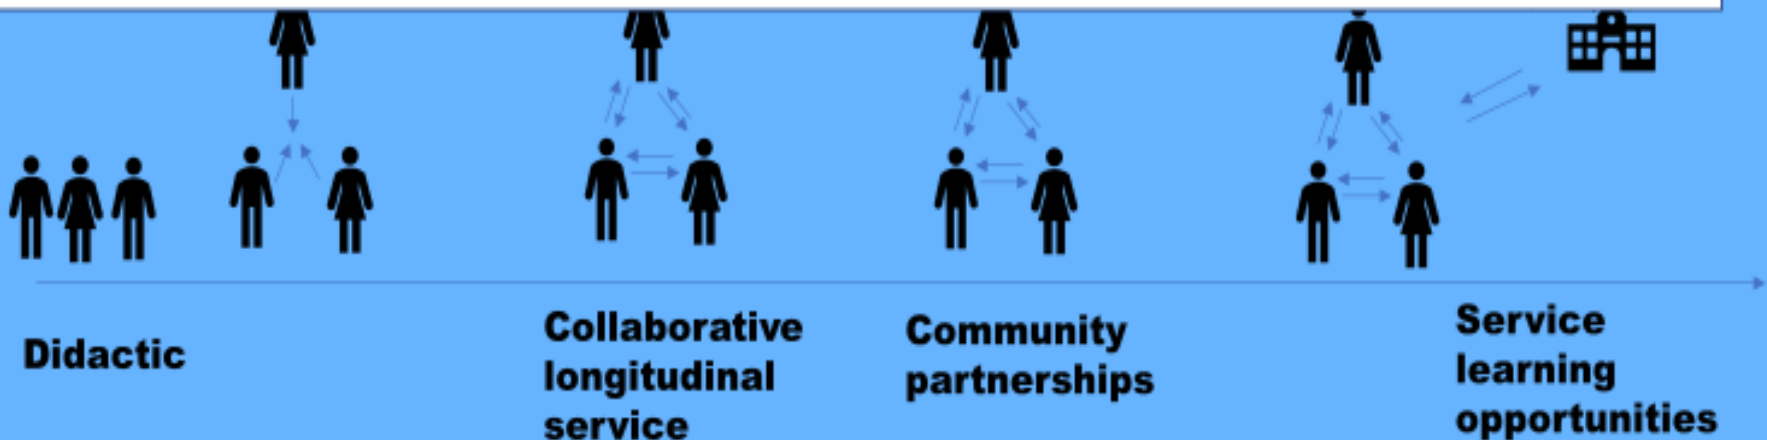 Didactic
Collaborative
longitudinal
service
Community
partnerships
Service
learning
opportunities